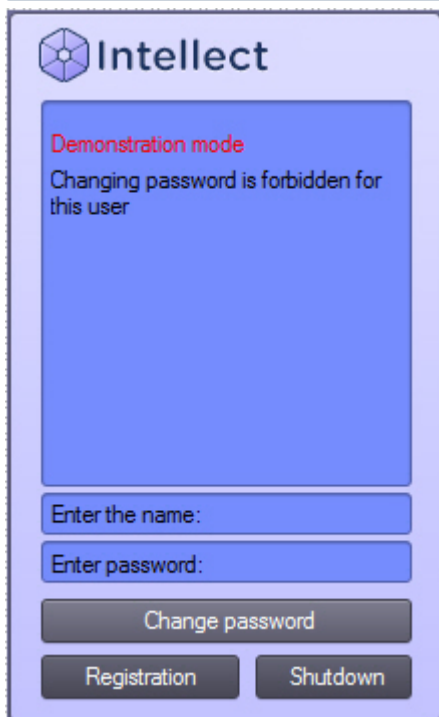 Intellect
Demonstration mode
Changing password is forbidden for
this user
Enter the name:
Enter password:
Change password
Registration
Shutdown